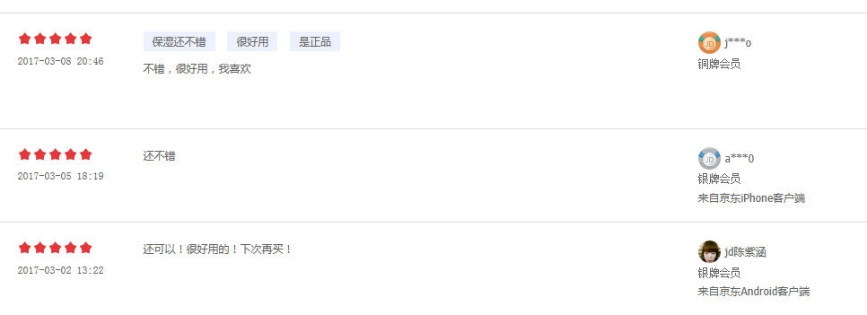 保湿还不错 很好用 是正品
j***o
2017-03-08 20:46
不错，很好用，我喜欢
铜牌会员
还不错
a***0
2017-03-05 18:19
银牌会员
来自京东iPhone客户端
还可以！很好用的！下次再买！
jd陈紫涵
2017-03-02 13:22
银牌会员
来自京东Android客户端